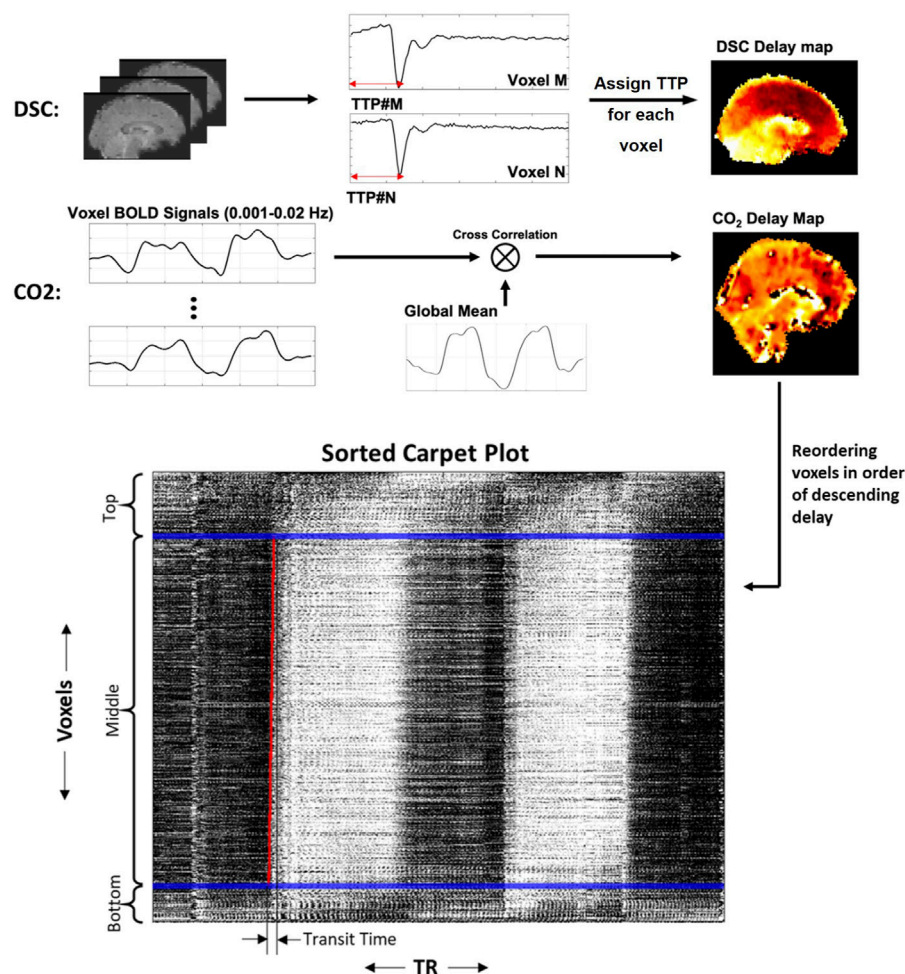 DSC:
Voxel M
TTP#M
Voxel N
TTP#N
Assign TTP
for each
voxel
DSC Delay map
Voxel BOLD Signals (0.001-0.02 Hz)
CO2:
Cross Correlation
Global Mean
CO2 Delay Map
Reordering
voxels in order
of descending
delay
Sorted Carpet Plot
Top
Middle
Bottom
Voxels
Transit Time
TR